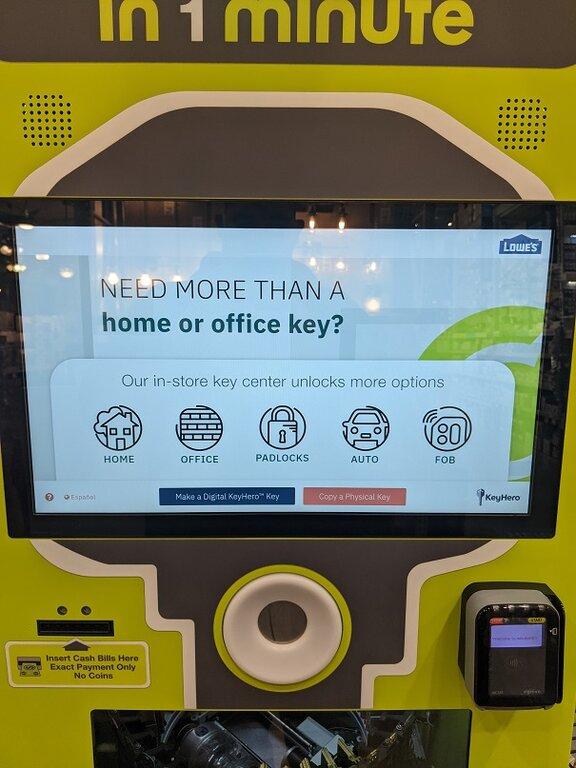 in 1 minute
LOWE'S
NEED MORE THAN A
home or office key?
Our in-store key center unlocks more options
HOME OFFICE PADLOCKS AUTO FOB
? Español Make a Digital KeyHero™ Key Copy a Physical Key KeyHero
Insert Cash Bills Here
Exact Payment Only
No Coins